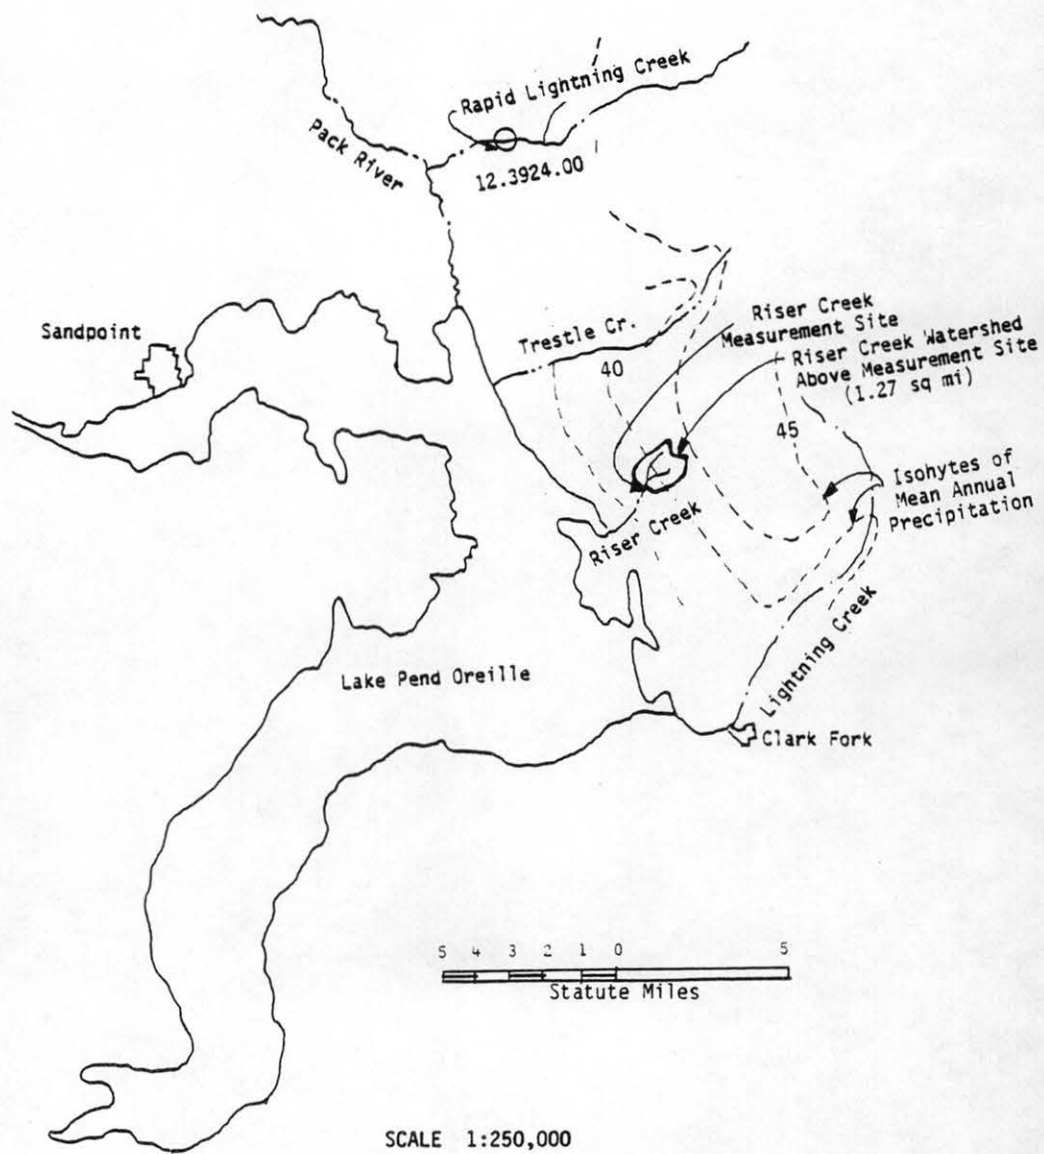 Rapid Lightning Creek
Pack River
12.3924.00
Sandpoint
Trestle Cr.
Riser Creek
Measurement Site
Riser Creek Watershed
Above Measurement Site
(1.27 sq mi)
40
45
Isohytes of
Mean Annual
Precipitation
Riser Creek
Lake Pend Oreille
Lightning Creek
Clark Fork
5 4 3 2 1 0 5
Statute Miles
SCALE 1:250,000